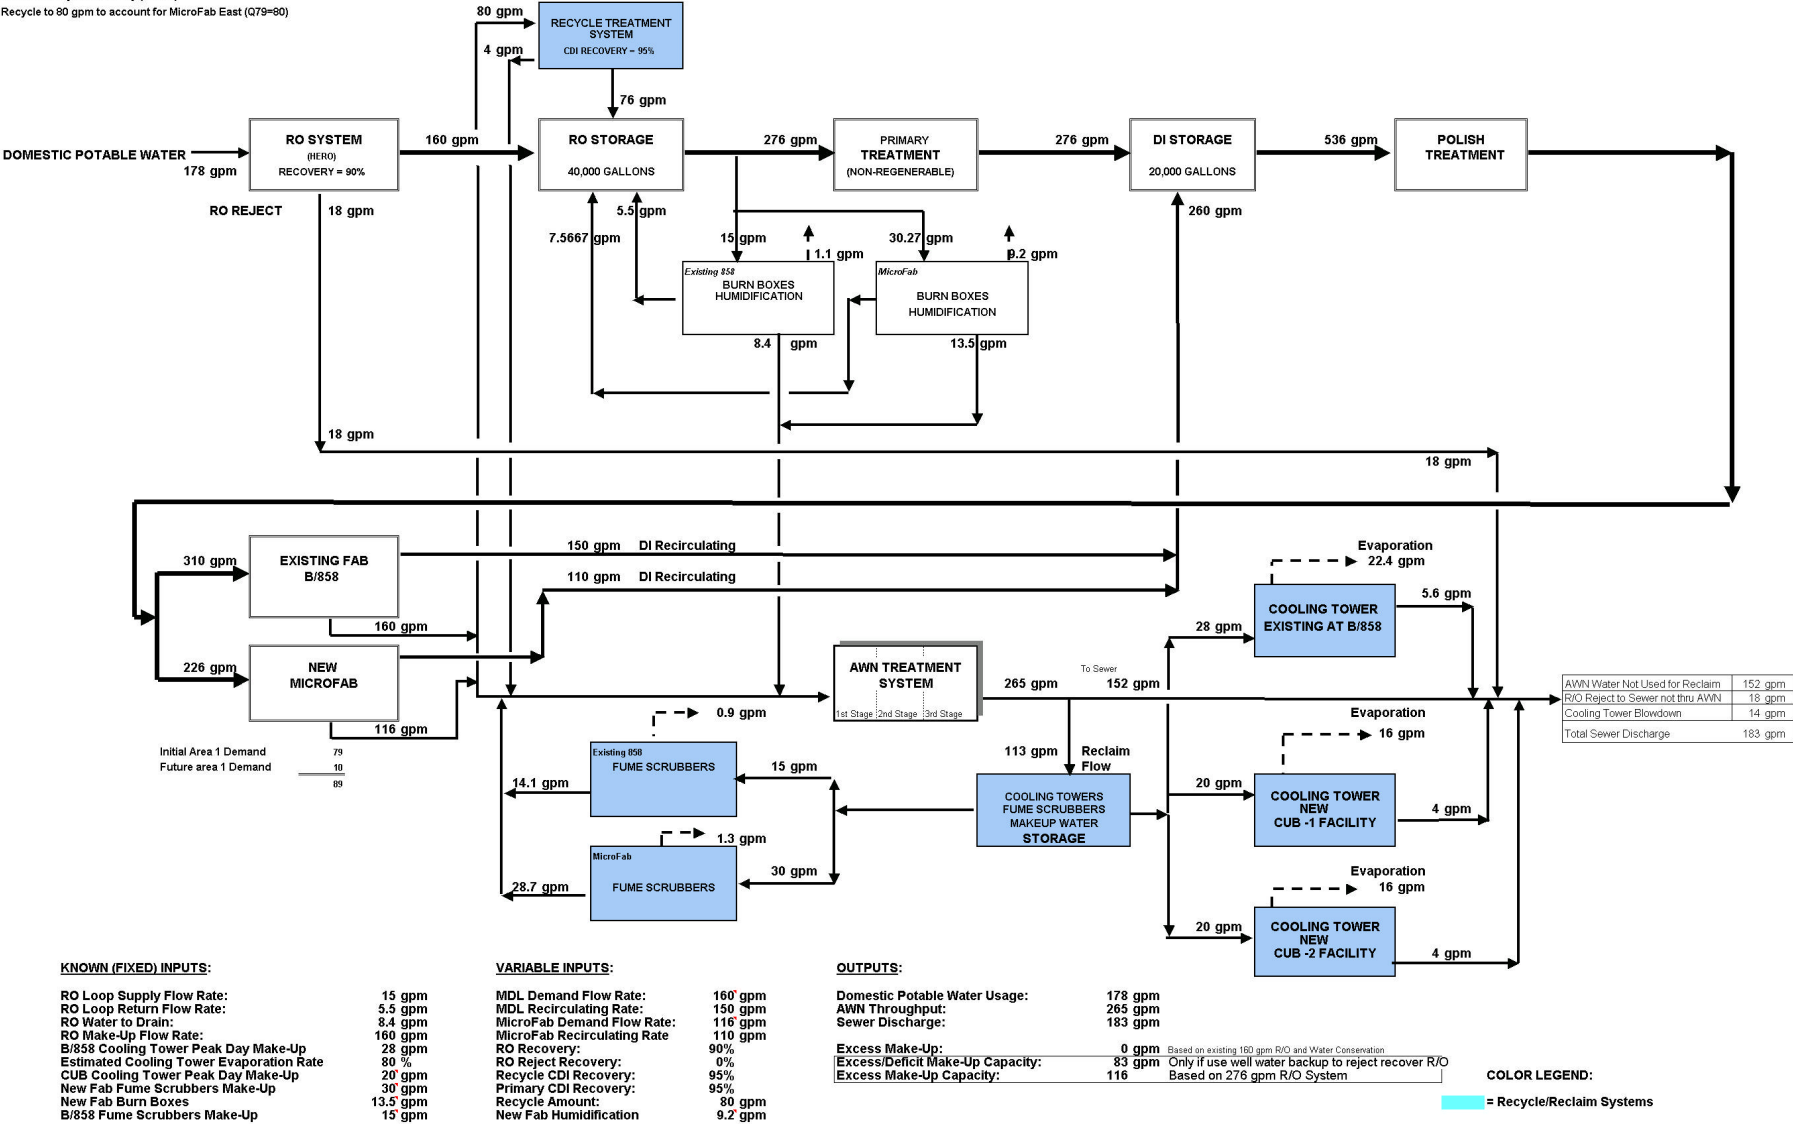 Recycle to 80 gpm to account for MicroFab East (Q79=80)
80 gpm
RECYCLE TREATMENT
SYSTEM
CDI RECOVERY = 95%
4 gpm
76 gpm
DOMESTIC POTABLE WATER
178 gpm
RO SYSTEM
(HERO)
RECOVERY = 90%
160 gpm
RO STORAGE
40,000 GALLONS
276 gpm
PRIMARY
TREATMENT
(NON-REGENERABLE)
276 gpm
DI STORAGE
20,000 GALLONS
536 gpm
POLISH
TREATMENT
RO REJECT
18 gpm
5.5 gpm
260 gpm
7.5667 gpm
15 gpm
30.27 gpm
1.1 gpm
9.2 gpm
Existing 858
BURN BOXES
HUMIDIFICATION
MicroFab
BURN BOXES
HUMIDIFICATION
8.4 gpm
13.5 gpm
18 gpm
18 gpm
310 gpm
EXISTING FAB
B/858
150 gpm DI Recirculating
110 gpm DI Recirculating
160 gpm
226 gpm
NEW
MICROFAB
116 gpm
Initial Area 1 Demand 79
Future area 1 Demand 10
89
AWN TREATMENT
SYSTEM
1st Stage 2nd Stage 3rd Stage
265 gpm
To Sewer
152 gpm
Evaporation
22.4 gpm
COOLING TOWER
EXISTING AT B/858
5.6 gpm
28 gpm
AWN Water Not Used for Reclaim 152 gpm
R/O Reject to Sewer not thru AWN 18 gpm
Cooling Tower Blowdown 14 gpm
Total Sewer Discharge 183 gpm
0.9 gpm
Existing 858
FUME SCRUBBERS
14.1 gpm
15 gpm
113 gpm
Reclaim
Flow
COOLING TOWERS
FUME SCRUBBERS
MAKEUP WATER
STORAGE
Evaporation
16 gpm
20 gpm
COOLING TOWER
NEW
CUB -1 FACILITY
4 gpm
1.3 gpm
MicroFab
FUME SCRUBBERS
28.7 gpm
30 gpm
Evaporation
16 gpm
20 gpm
COOLING TOWER
NEW
CUB -2 FACILITY
4 gpm
KNOWN (FIXED) INPUTS:
RO Loop Supply Flow Rate: 15 gpm
RO Loop Return Flow Rate: 5.5 gpm
RO Water to Drain: 8.4 gpm
RO Make-Up Flow Rate: 160 gpm
B/858 Cooling Tower Peak Day Make-Up 28 gpm
Estimated Cooling Tower Evaporation Rate 80 %
CUB Cooling Tower Peak Day Make-Up 20 gpm
New Fab Fume Scrubbers Make-Up 30 gpm
New Fab Burn Boxes 13.5 gpm
B/858 Fume Scrubbers Make-Up 15 gpm
VARIABLE INPUTS:
MDL Demand Flow Rate: 160 gpm
MDL Recirculating Rate: 150 gpm
MicroFab Demand Flow Rate: 116 gpm
MicroFab Recirculating Rate 110 gpm
RO Recovery: 90%
RO Reject Recovery: 0%
Recycle CDI Recovery: 95%
Primary CDI Recovery: 95%
Recycle Amount: 80 gpm
New Fab Humidification 9.2 gpm
OUTPUTS:
Domestic Potable Water Usage: 178 gpm
AWN Throughput: 265 gpm
Sewer Discharge: 183 gpm
Excess Make-Up: 0 gpm Based on existing 160 gpm R/O and Water Conservation
Excess/Deficit Make-Up Capacity: 83 gpm Only if use well water backup to reject recover R/O
Excess Make-Up Capacity: 116 Based on 276 gpm R/O System
COLOR LEGEND:
= Recycle/Reclaim Systems